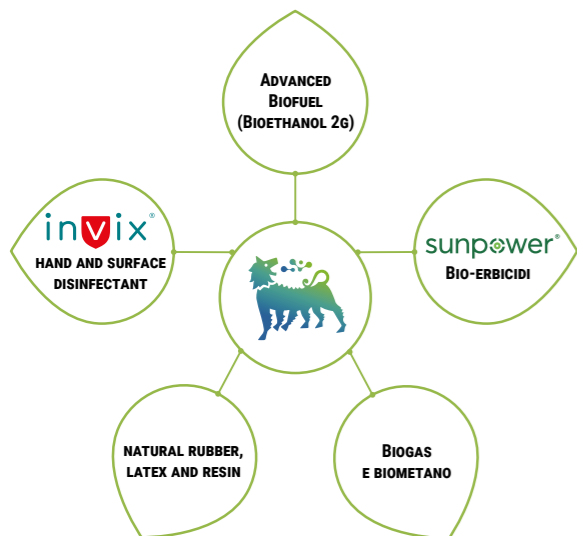 ADVANCED
BIOFUEL
(BIOETHANOL 2G)
invix®
HAND AND SURFACE
DISINFECTANT
sunpower®
BIO-ERBICIDI
NATURAL RUBBER,
LATEX AND RESIN
BIOGAS
E BIOMETANO